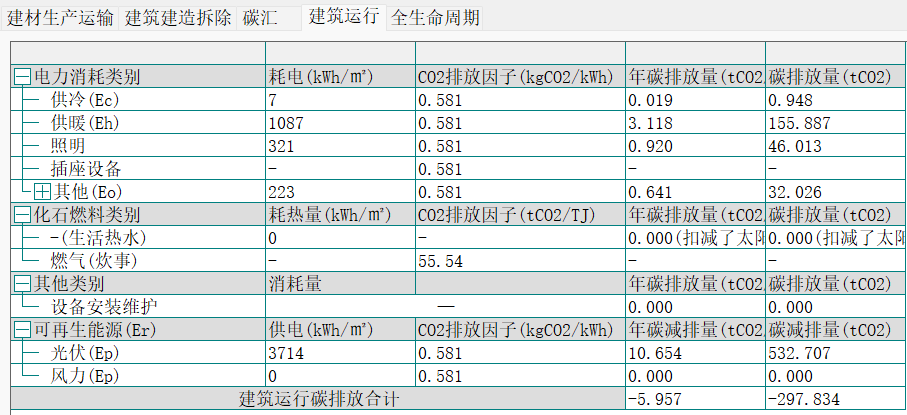 建材生产运输 建筑建造拆除 碳汇 建筑运行 全生命周期
电力消耗类别 耗电(kWh/㎡) CO2排放因子(kgCO2/kWh) 年碳排放量(tCO2 碳排放量(tCO2)
供冷(Ec) 7 0.581 0.019 0.948
供暖(Eh) 1087 0.581 3.118 155.887
照明 321 0.581 0.920 46.013
插座设备 - 0.581 - -
其他(Eo) 223 0.581 0.641 32.026
化石燃料类别 耗热量(kWh/㎡) CO2排放因子(tCO2/TJ) 年碳排放量(tCO2 碳排放量(tCO2)
-(生活热水) 0 - 0.000(扣减了太阳 0.000(扣减了太阳
燃气(炊事) - 55.54 - -
其他类别 消耗量 年碳排放量(tCO2 碳排放量(tCO2)
设备安装维护 — 0.000 0.000
可再生能源(Er) 供电(kWh/㎡) CO2排放因子(kgCO2/kWh) 年碳减排量(tCO2 碳减排量(tCO2)
光伏(Ep) 3714 0.581 10.654 532.707
风力(Ep) 0 0.581 0.000 0.000
建筑运行碳排放合计 -5.957 -297.834